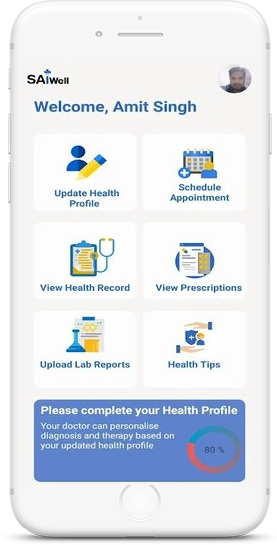 SAIWell
Welcome, Amit Singh
Update Health
Profile
Schedule
Appointment
View Health Record
View Prescriptions
Upload Lab Reports
Health Tips
Please complete your Health Profile
Your doctor can personalise
diagnosis and therapy based on
your updated health profile
80 %